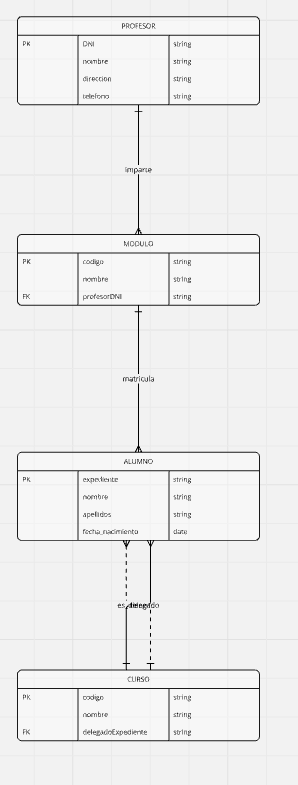 PROFESOR
PK DNI string
nombre string
direction string
telefono string
imparte
MODULO
PK codigo string
nombre string
FK profesorDNI string
matricula
ALUMNO
PK expediente string
nombre string
apellidos string
fecha_nacimiento date
CURSO
PK codigo string
nombre string
FK delegadoExpediente string